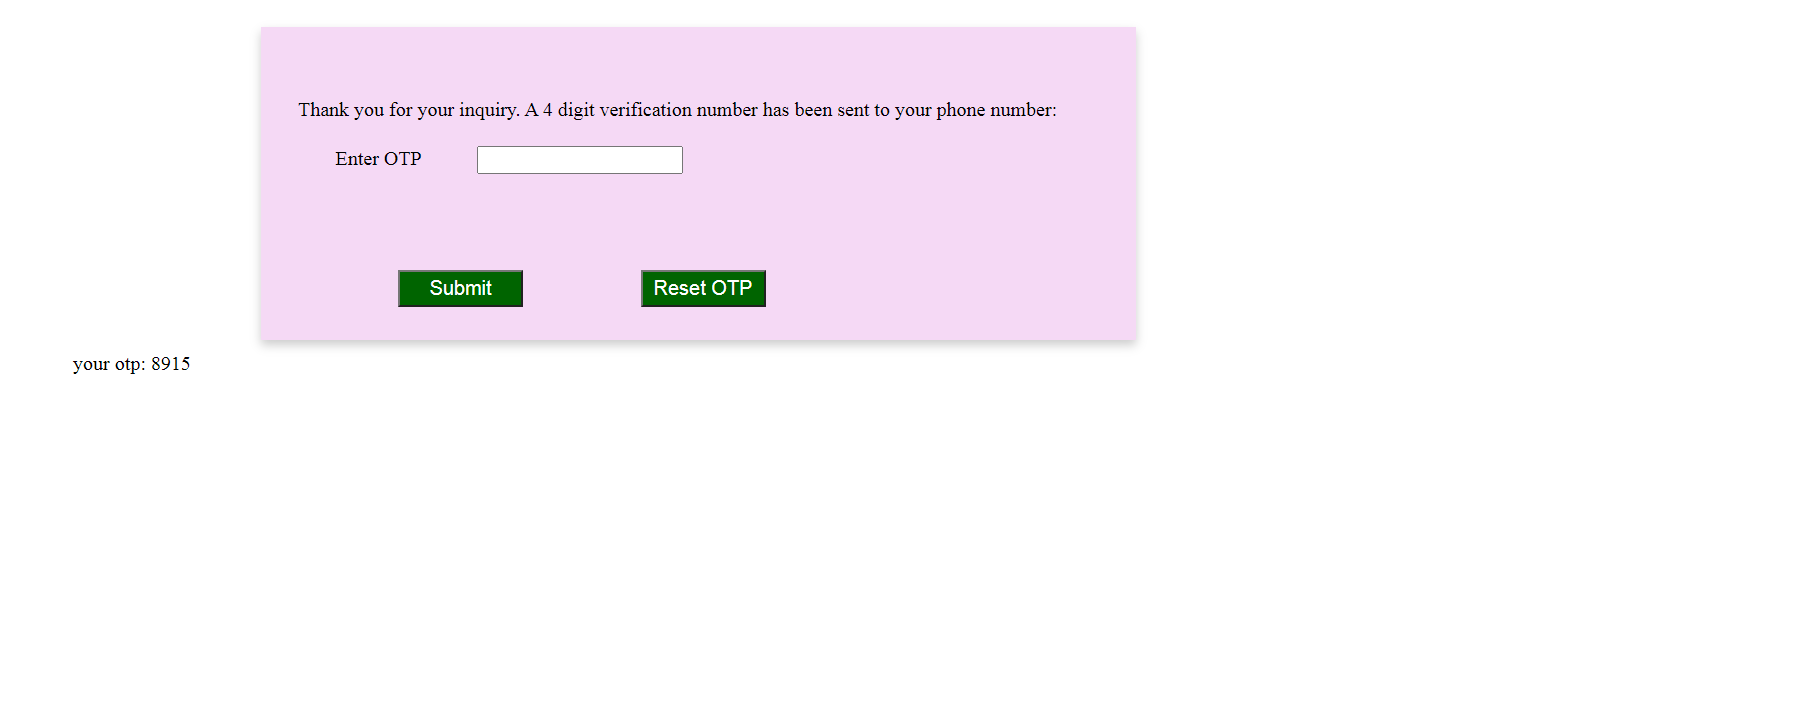 Thank you for your inquiry. A 4 digit verification number has been sent to your phone number:
Enter OTP
Submit Reset OTP
your otp: 8915